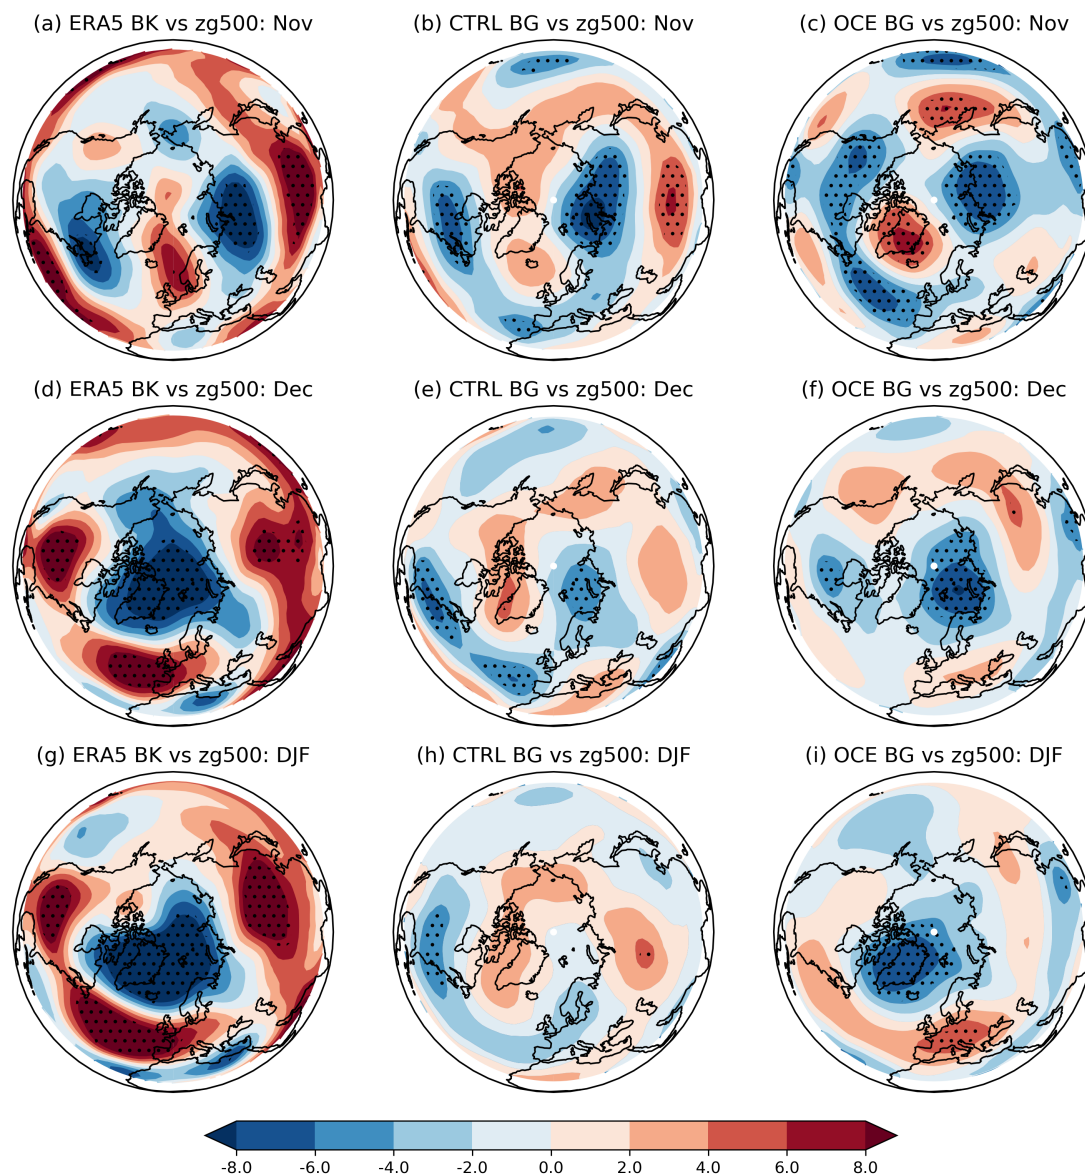 (a) ERA5 BK vs zg500: Nov
(b) CTRL BG vs zg500: Nov
(c) OCE BG vs zg500: Nov
(d) ERA5 BK vs zg500: Dec
(e) CTRL BG vs zg500: Dec
(f) OCE BG vs zg500: Dec
(g) ERA5 BK vs zg500: DJF
(h) CTRL BG vs zg500: DJF
(i) OCE BG vs zg500: DJF
-8.0 -6.0 -4.0 -2.0 0.0 2.0 4.0 6.0 8.0